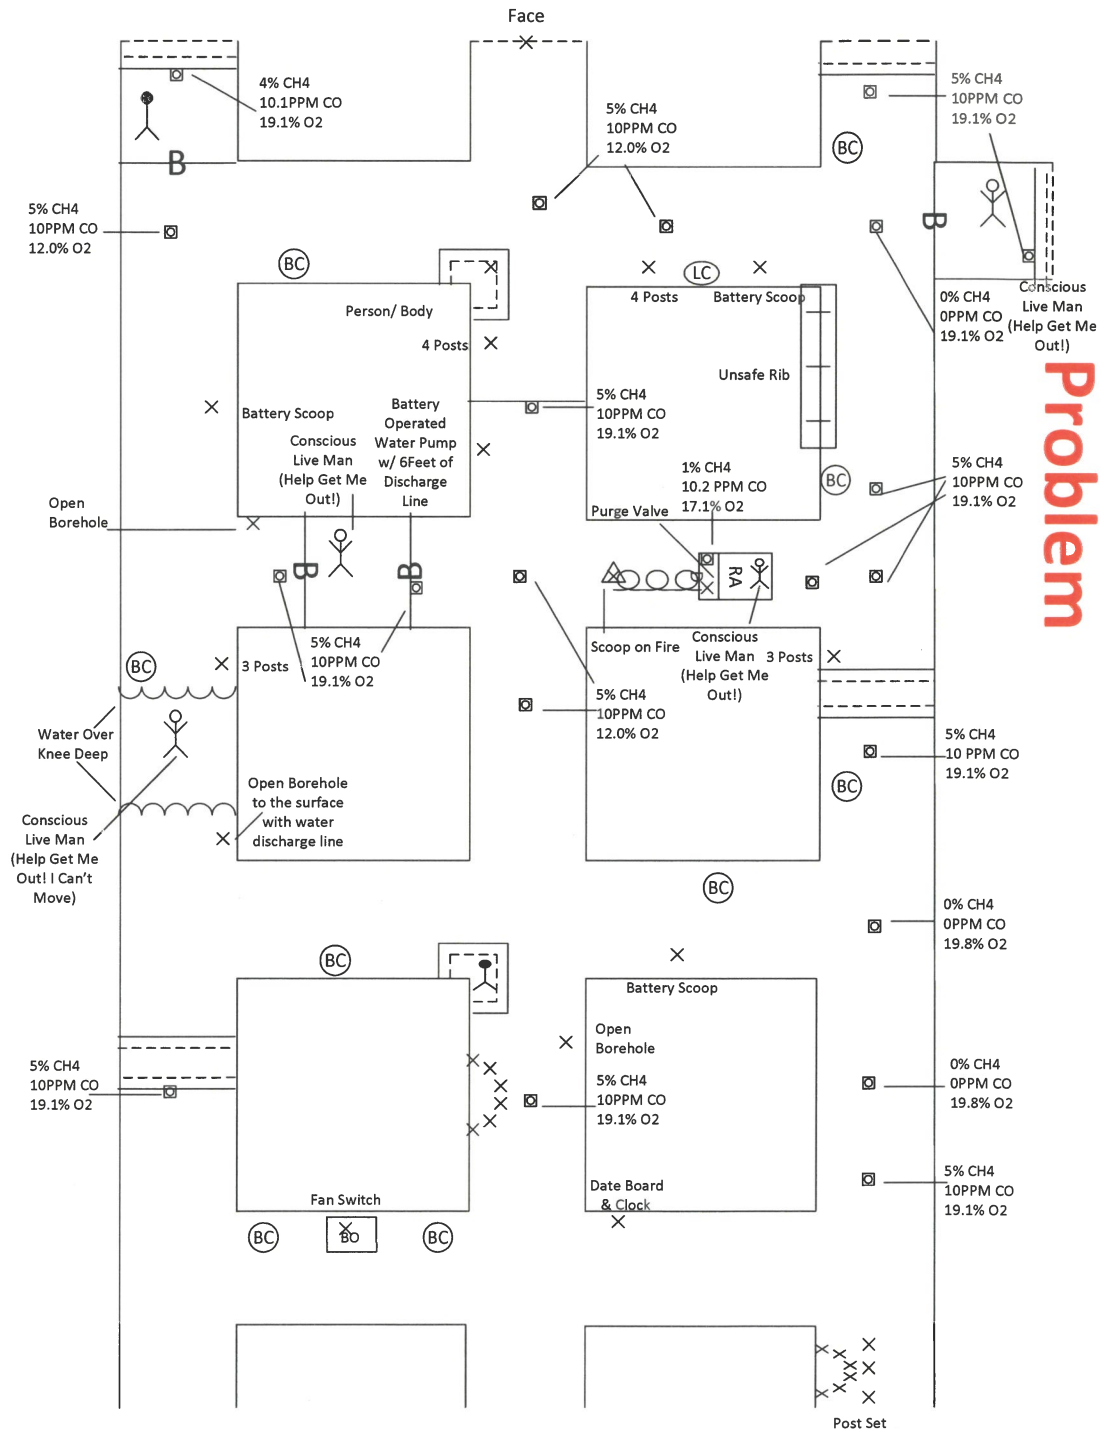 Face
4% CH4
10.1PPM CO
19.1% O2
5% CH4
10PPM CO
12.0% O2
5% CH4
10PPM CO
19.1% O2
BC
B
5% CH4
10PPM CO
12.0% O2
B
BC
LC
4 Posts
Battery Scoop
0% CH4
0PPM CO
19.1% O2
Conscious
Live Man
(Help Get Me
Out!)
Person/ Body
4 Posts
Unsafe Rib
Problem
Battery Scoop
Battery
Operated
Water Pump
w/ 6Feet of
Discharge
Line
5% CH4
10PPM CO
19.1% O2
Conscious
Live Man
(Help Get Me
Out!)
1% CH4
10.2 PPM CO
17.1% O2
BC
5% CH4
10PPM CO
19.1% O2
Open
Borehole
Purge Valve
B
B
RA
5% CH4
10PPM CO
19.1% O2
Scoop on Fire
Conscious
Live Man
(Help Get Me
Out!)
3 Posts
BC
3 Posts
5% CH4
10PPM CO
12.0% O2
Water Over
Knee Deep
5% CH4
10 PPM CO
19.1% O2
BC
Open Borehole
to the surface
with water
discharge line
Conscious
Live Man
(Help Get Me
Out! I Can't
Move)
BC
0% CH4
0PPM CO
19.8% O2
BC
Battery Scoop
Open
Borehole
5% CH4
10PPM CO
19.1% O2
5% CH4
10PPM CO
19.1% O2
0% CH4
0PPM CO
19.8% O2
5% CH4
10PPM CO
19.1% O2
Fan Switch
Date Board
& Clock
BC
BO
BC
Post Set